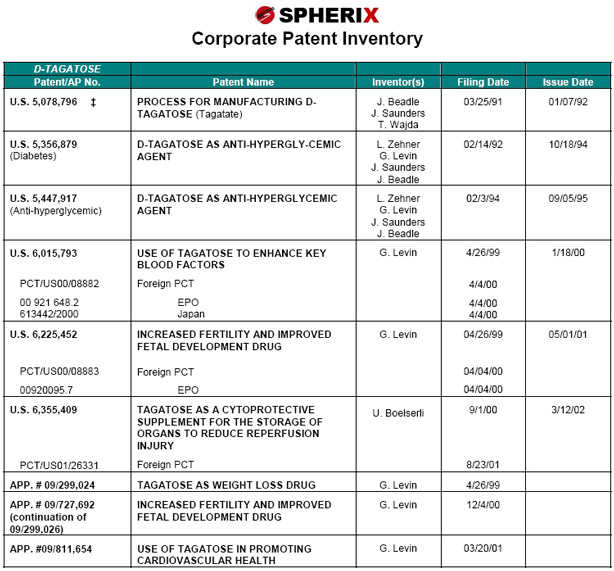 SPHERIX
Corporate Patent Inventory
D-TAGATOSE
Patent/AP No. Patent Name Inventor(s) Filing Date Issue Date
U.S. 5,078,796 ‡ PROCESS FOR MANUFACTURING D- J. Beadle 03/25/91 01/07/92
TAGATOSE (Tagatate) J. Saunders
T. Wajda
U.S. 5,356,879 D-TAGATOSE AS ANTI-HYPERGLY-CEMIC L. Zehner 02/14/92 10/18/94
(Diabetes) AGENT G. Levin
J. Saunders
J. Beadle
U.S. 5,447,917 D-TAGATOSE AS ANTI-HYPERGLYCEMIC L. Zehner 02/3/94 09/05/95
(Anti-hyperglycemic) AGENT G. Levin
J. Saunders
J. Beadle
U.S. 6,015,793 USE OF TAGATOSE TO ENHANCE KEY G. Levin 4/26/99 1/18/00
BLOOD FACTORS
PCT/US00/08882 Foreign PCT 4/4/00
00 921 648.2 EPO 4/4/00
613442/2000 Japan 4/4/00
U.S. 6,225,452 INCREASED FERTILITY AND IMPROVED G. Levin 04/26/99 05/01/01
FETAL DEVELOPMENT DRUG
PCT/US00/08883 Foreign PCT 04/04/00
00920095.7 EPO 04/04/00
U.S. 6,355,409 TAGATOSE AS A CYTOPROTECTIVE U. Boelserli 9/1/00 3/12/02
SUPPLEMENT FOR THE STORAGE OF
ORGANS TO REDUCE REPERFUSION
INJURY
PCT/US01/26331 Foreign PCT 8/23/01
APP. # 09/299,024 TAGATOSE AS WEIGHT LOSS DRUG G. Levin 4/26/99
APP. # 09/727,692 INCREASED FERTILITY AND IMPROVED G. Levin 12/4/00
(continuation of FETAL DEVELOPMENT DRUG
09/299,026)
APP. #09/811,654 USE OF TAGATOSE IN PROMOTING G. Levin 03/20/01
CARDIOVASCULAR HEALTH